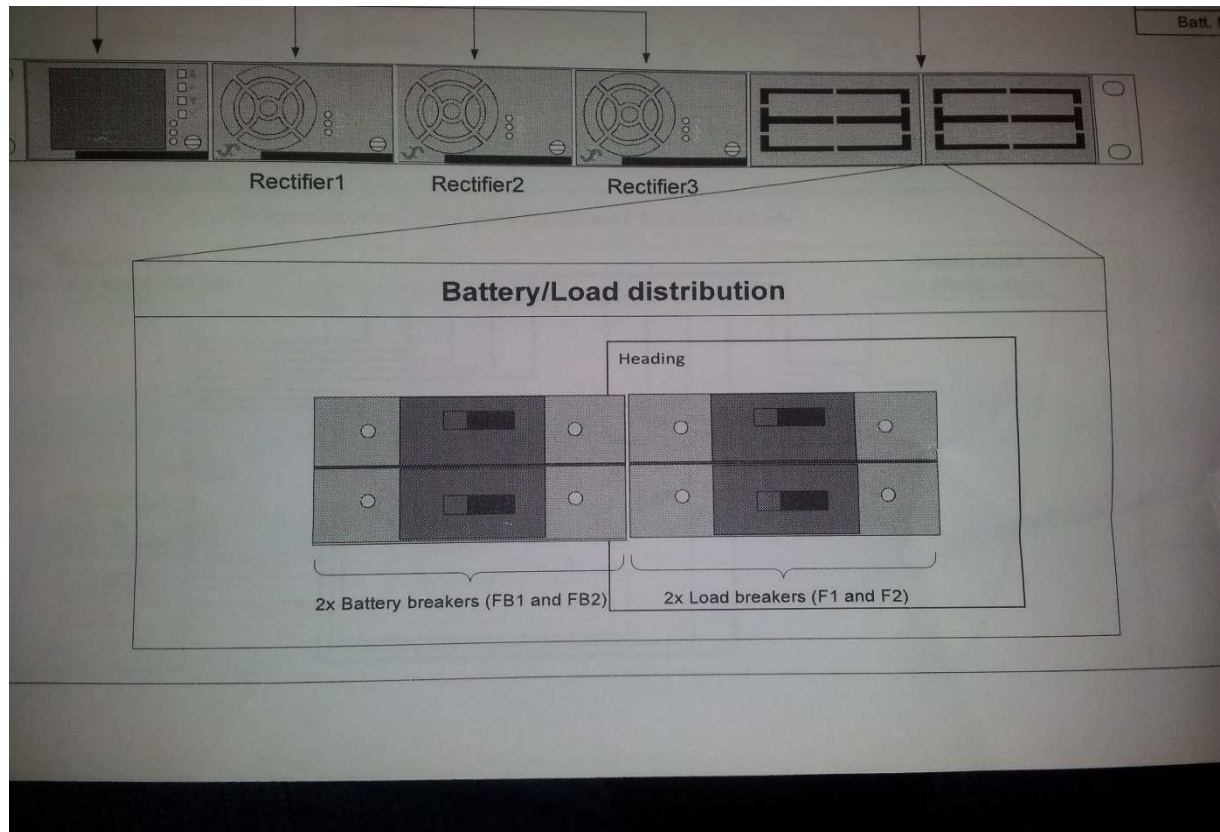 Batt.
Rectifier1
Rectifier2
Rectifier3
Battery/Load distribution
Heading
2x Battery breakers (FB1 and FB2)
2x Load breakers (F1 and F2)